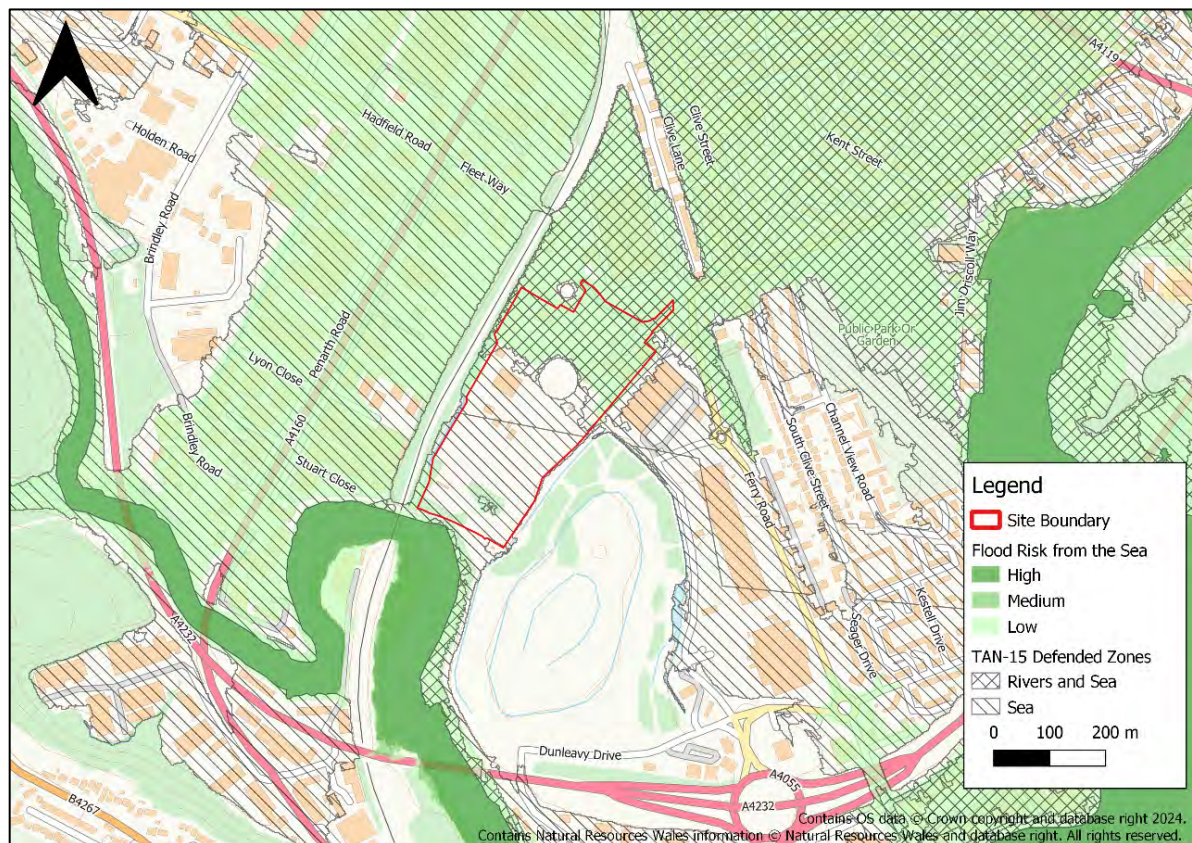 A4119
Holden Road
Hadfield Road
Fleet Way
Clive Street
Clive Lane
Kent Street
Brindley Road
Jim Driscoll Way
Public Park Or
Garden
Penarth Road
Lyon Close
A4160
Brindley Road
Stuart Close
Channel View Road
South Clive Street
Ferry Road
Kestell Drive
Seager Drive
A4232
Dunleavy Drive
A4055
A4232
B4267
Legend
Site Boundary
Flood Risk from the Sea
High
Medium
Low
TAN-15 Defended Zones
Rivers and Sea
Sea
0 100 200 m
Contains OS data © Crown copyright and database right 2024.
Contains Natural Resources Wales information © Natural Resources Wales and database right. All rights reserved.